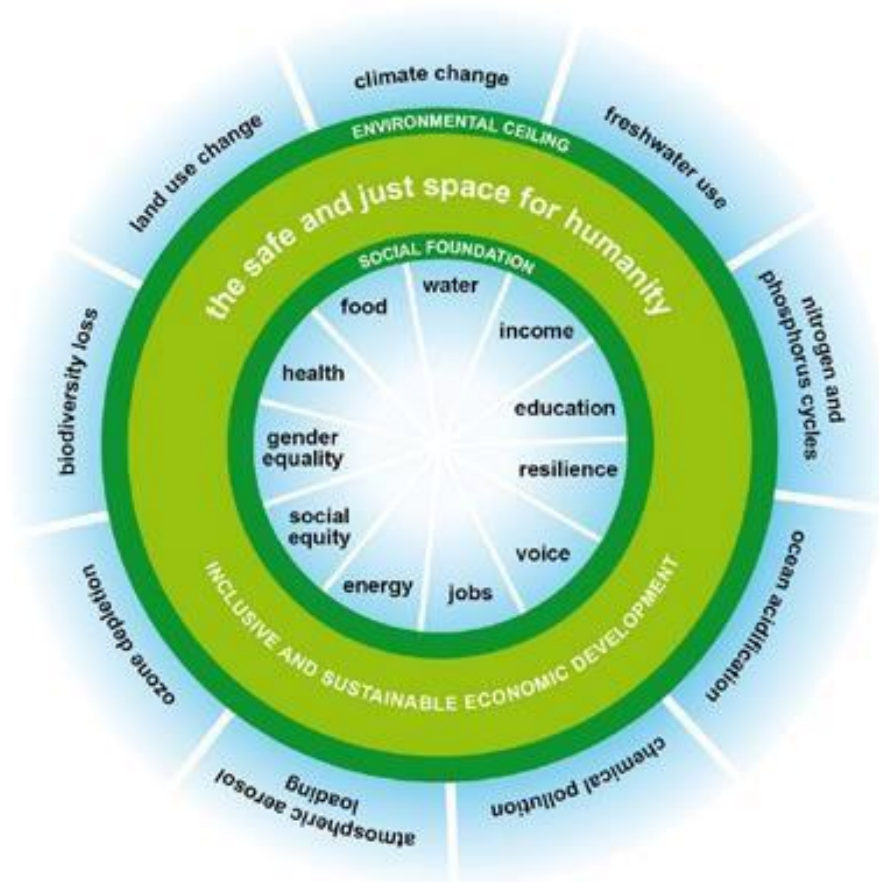 climate change
freshwater use
nitrogen and
phosphorus cycles
ocean acidification
chemical pollution
atmospheric aerosol
loading
ozone depletion
biodiversity loss
land use change
ENVIRONMENTAL CEILING
the safe and just space for humanity
SOCIAL FOUNDATION
water
income
education
resilience
voice
jobs
energy
social
equity
gender
equality
health
food
INCLUSIVE AND SUSTAINABLE ECONOMIC DEVELOPMENT